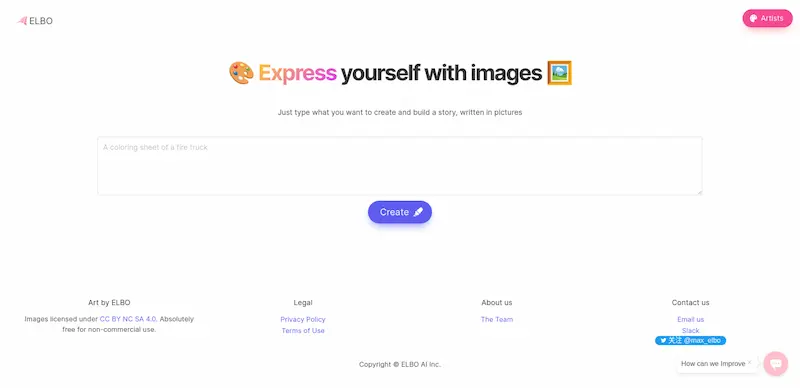 ELBO
Artists
Express yourself with images
Just type what you want to create and build a story, written in pictures
A coloring sheet of a fire truck
Create
Art by ELBO
Images licensed under CC BY NC SA 4.0. Absolutely
free for non-commercial use.
Legal
Privacy Policy
Terms of Use
About us
The Team
Contact us
Email us
Slack
关注 @max_elbo
Copyright © ELBO AI Inc.
How can we Improve